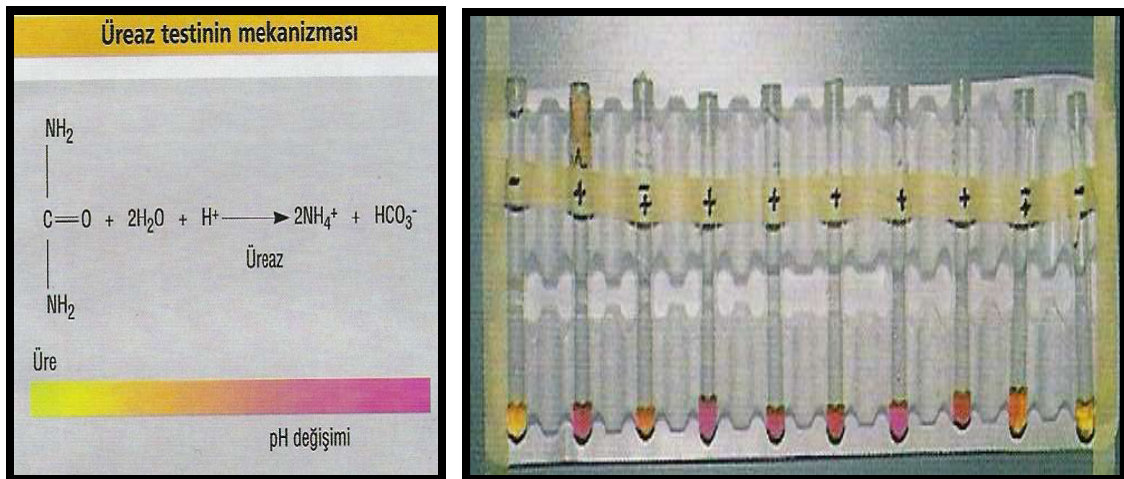 Üreaz testinin mekanizması
NH₂
C=O + 2H₂O + H⁺ → 2NH₄⁺ + HCO₃⁻
Üreaz
NH₂
Üre
pH değişimi
- + -+ + + + + + -+ -